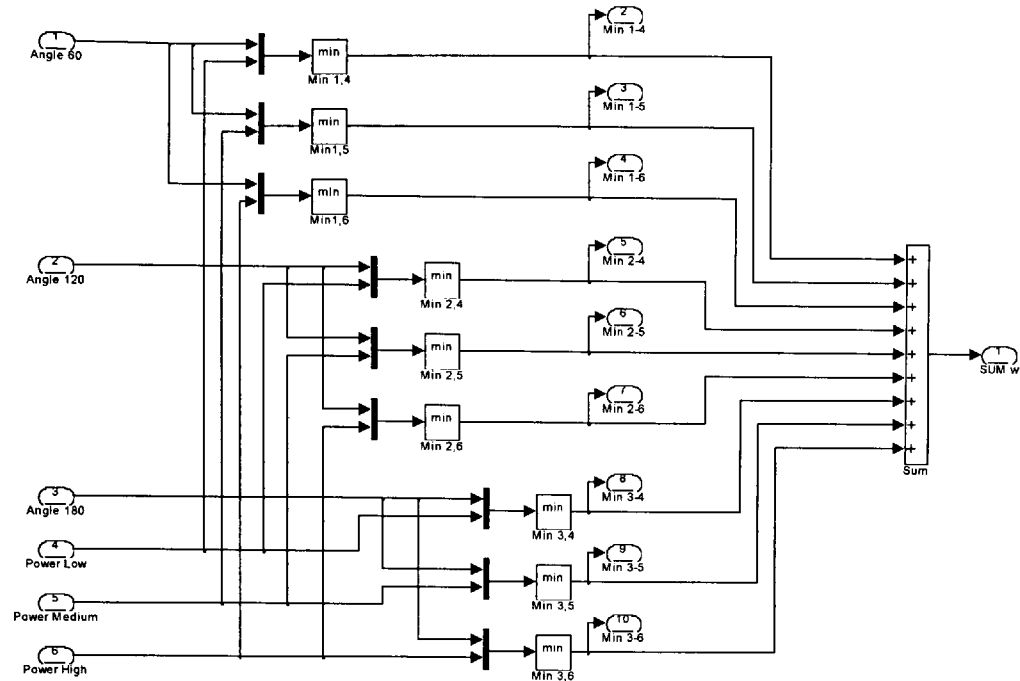 1
Angle 60
min
Min 1,4
2
Min 1-4
min
Min1,5
3
Min 1-5
min
Min1,6
4
Min 1-6
2
Angle 120
min
Min 2,4
5
Min 2-4
min
Min 2,5
6
Min 2-5
min
Min 2,6
7
Min 2-6
+
+
+
+
+
+
+
+
+
Sum
1
SUM w
3
Angle 180
min
Min 3,4
8
Min 3-4
4
Power Low
min
Min 3,5
9
Min 3-5
5
Power Medium
min
Min 3,6
10
Min 3-6
6
Power High